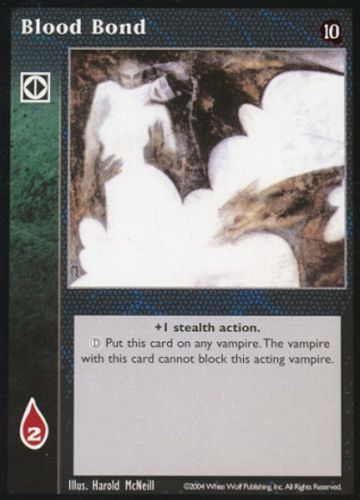 Blood Bond
10
+1 stealth action.
D Put this card on any vampire. The vampire
with this card cannot block this acting vampire.
2
Illus. Harold McNeill
©2004 White Wolf Publishing, Inc. All Rights Reserved.